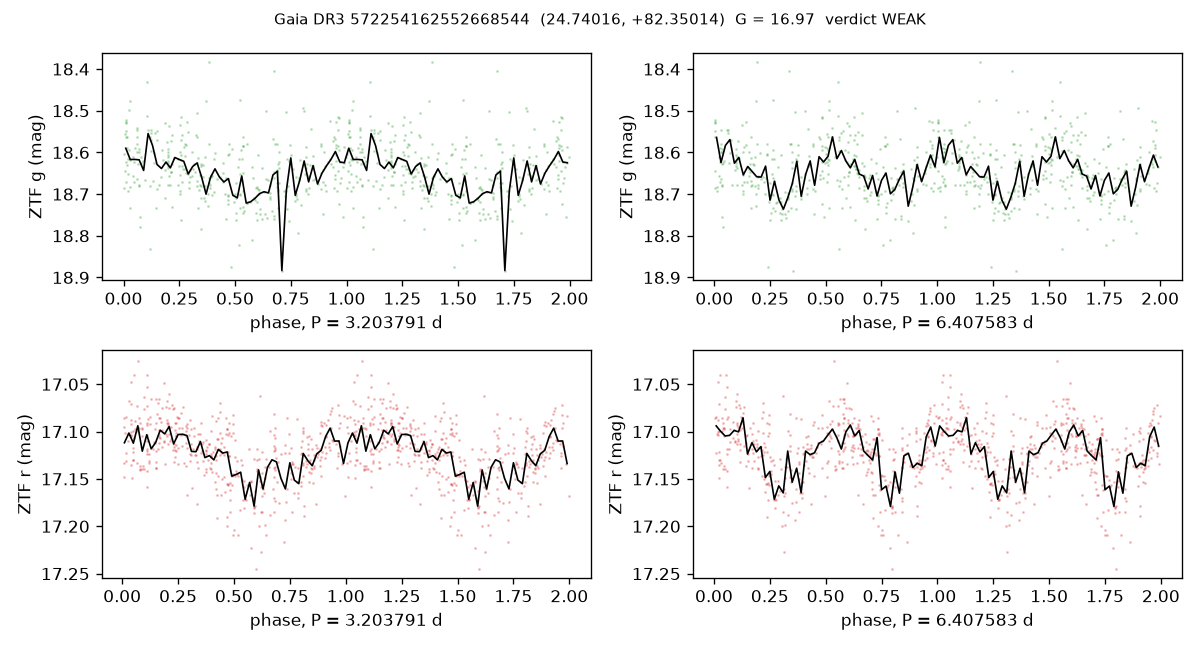 Gaia DR3 572254162552668544  (24.74016, +82.35014)  G = 16.97  verdict WEAK
ZTF g (mag)
18.4
18.5
18.6
18.7
18.8
18.9
0.00 0.25 0.50 0.75 1.00 1.25 1.50 1.75 2.00
phase, P = 3.203791 d
ZTF g (mag)
18.4
18.5
18.6
18.7
18.8
18.9
0.00 0.25 0.50 0.75 1.00 1.25 1.50 1.75 2.00
phase, P = 6.407583 d
ZTF r (mag)
17.05
17.10
17.15
17.20
17.25
0.00 0.25 0.50 0.75 1.00 1.25 1.50 1.75 2.00
phase, P = 3.203791 d
ZTF r (mag)
17.05
17.10
17.15
17.20
17.25
0.00 0.25 0.50 0.75 1.00 1.25 1.50 1.75 2.00
phase, P = 6.407583 d